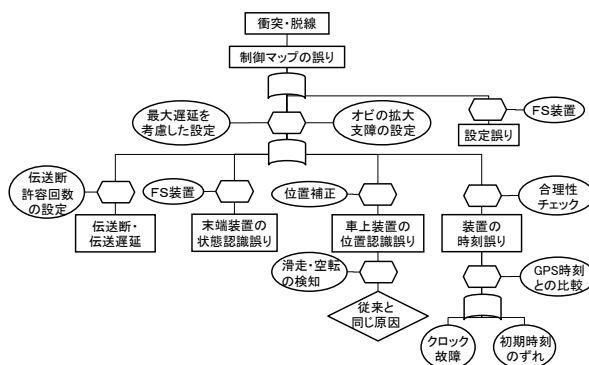 衝突・脱線
制御マップの誤り
最大遅延を
考慮した設定
オビの拡大
支障の設定
FS装置
設定誤り
伝送断
許容回数
の設定
伝送断・
伝送遅延
FS装置
末端装置の
状態認識誤り
位置補正
車上装置の
位置認識誤り
合理性
チェック
装置の
時刻誤り
滑走・空転
の検知
従来と
同じ原因
GPS時刻
との比較
クロック
故障
初期時刻
のずれ